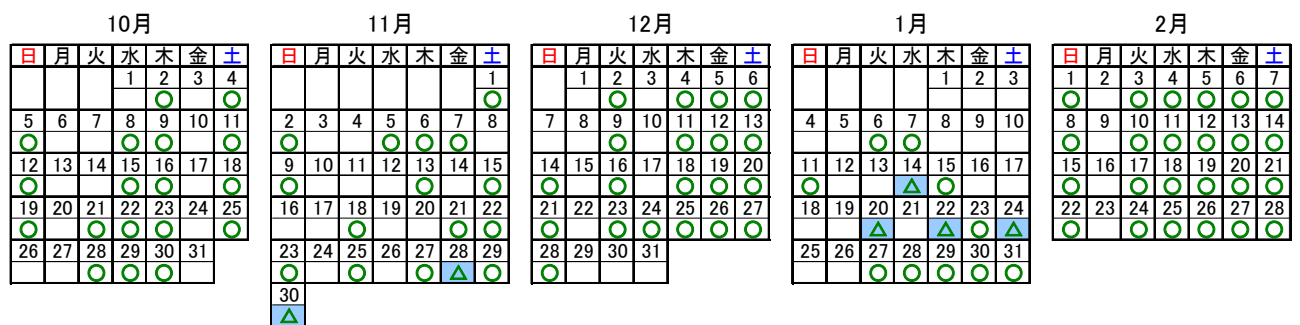 10月
日 月 火 水 木 金 土
1 2 3 4
○ ○
5 6 7 8 9 10 11
○ ○ ○ ○
12 13 14 15 16 17 18
○ ○ ○ ○
19 20 21 22 23 24 25
○ ○ ○ ○ ○
26 27 28 29 30 31
○ ○ ○
11月
日 月 火 水 木 金 土
1
○
2 3 4 5 6 7 8
○ ○ ○ ○
9 10 11 12 13 14 15
○ ○ ○
16 17 18 19 20 21 22
○ ○ ○
23 24 25 26 27 28 29
○ ○ ○ △ ○
30
△
12月
日 月 火 水 木 金 土
1 2 3 4 5 6
○ ○ ○ ○
7 8 9 10 11 12 13
○ ○ ○ ○
14 15 16 17 18 19 20
○ ○ ○ ○ ○
21 22 23 24 25 26 27
○ ○ ○ ○ ○ ○
28 29 30 31
○
1月
日 月 火 水 木 金 土
1 2 3
4 5 6 7 8 9 10
○ ○
11 12 13 14 15 16 17
○ △ ○
18 19 20 21 22 23 24
△ △ ○ △
25 26 27 28 29 30 31
○ ○ ○ ○ ○
2月
日 月 火 水 木 金 土
1 2 3 4 5 6 7
○ ○ ○ ○ ○ ○
8 9 10 11 12 13 14
○ ○ ○ ○ ○ ○
15 16 17 18 19 20 21
○ ○ ○ ○ ○ ○
22 23 24 25 26 27 28
○ ○ ○ ○ ○ ○